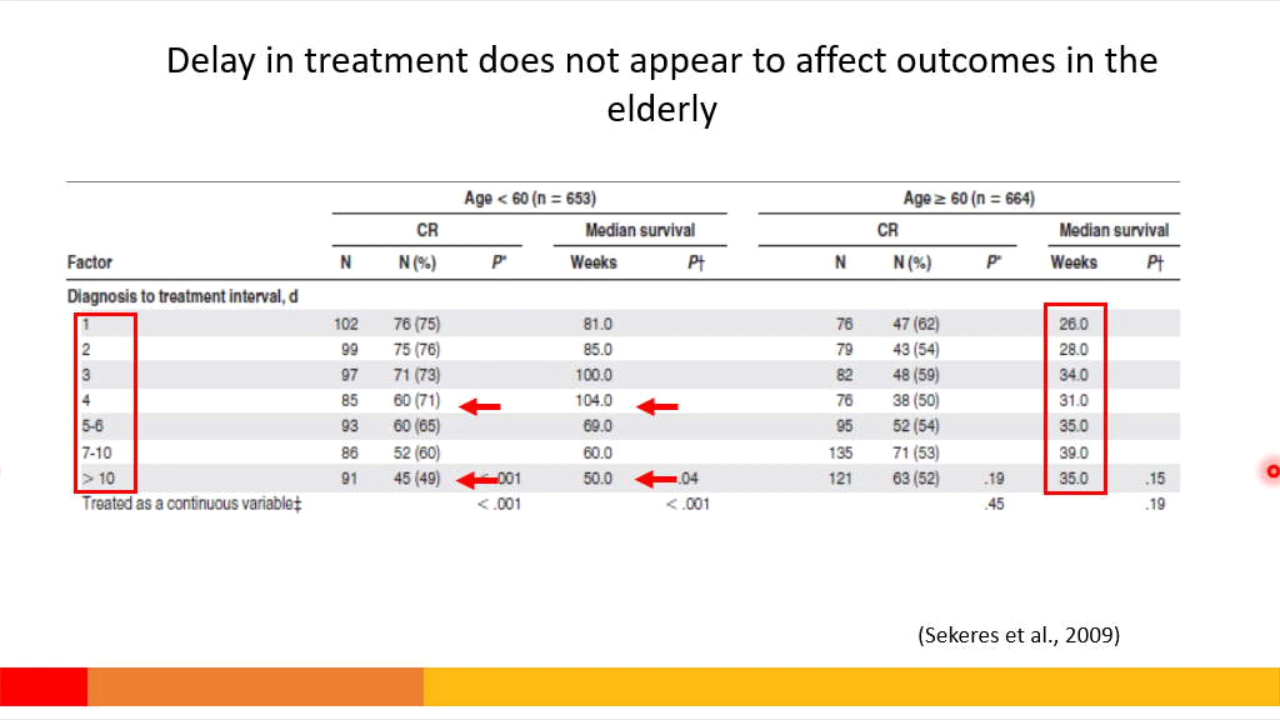 Delay in treatment does not appear to affect outcomes in the
elderly
Age < 60 (n = 653) Age ≥ 60 (n = 664)
CR Median survival CR Median survival
Factor N N (%) P* Weeks P† N N (%) P* Weeks P†
Diagnosis to treatment interval, d
1 102 76 (75) 81.0 76 47 (62) 26.0
2 99 75 (76) 85.0 79 43 (54) 28.0
3 97 71 (73) 100.0 82 48 (59) 34.0
4 85 60 (71) 104.0 76 38 (50) 31.0
5-6 93 60 (65) 69.0 95 52 (54) 35.0
7-10 86 52 (60) 60.0 135 71 (53) 39.0
> 10 91 45 (49) < .001 50.0 .04 121 63 (52) .19 35.0 .15
Treated as a continuous variable‡ < .001 < .001 .45 .19
(Sekeres et al., 2009)